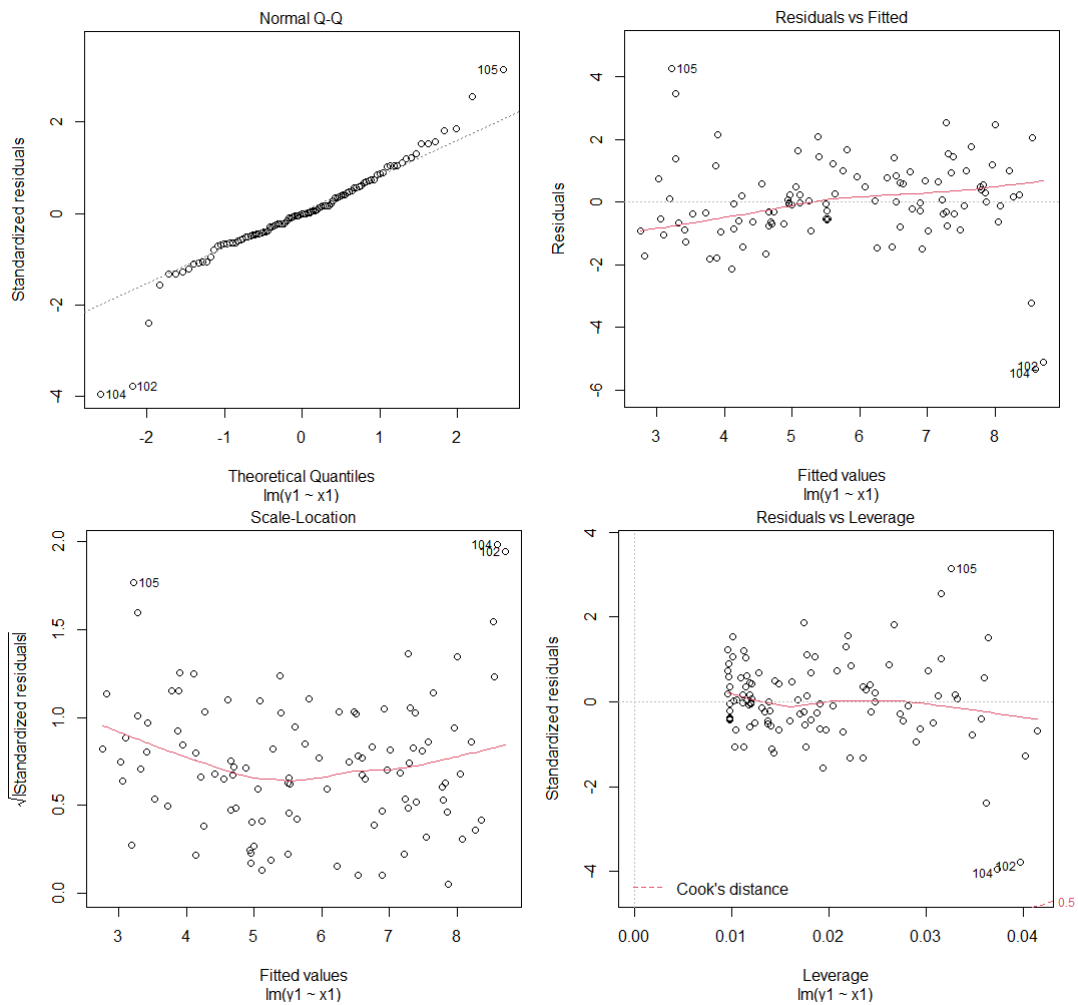 Normal Q-Q
Standardized residuals
2
0
-2
-4
105
102
104
-2 -1 0 1 2
Theoretical Quantiles
lm(y1 ~ x1)
Residuals vs Fitted
Residuals
4
2
0
-2
-4
-6
105
102
104
3 4 5 6 7 8
Fitted values
lm(y1 ~ x1)
Scale-Location
√|Standardized residuals|
2.0
1.5
1.0
0.5
0.0
104
102
105
3 4 5 6 7 8
Fitted values
lm(y1 ~ x1)
Residuals vs Leverage
Standardized residuals
4
2
0
-2
-4
105
102
104
Cook's distance
0.5
0.00 0.01 0.02 0.03 0.04
Leverage
lm(y1 ~ x1)